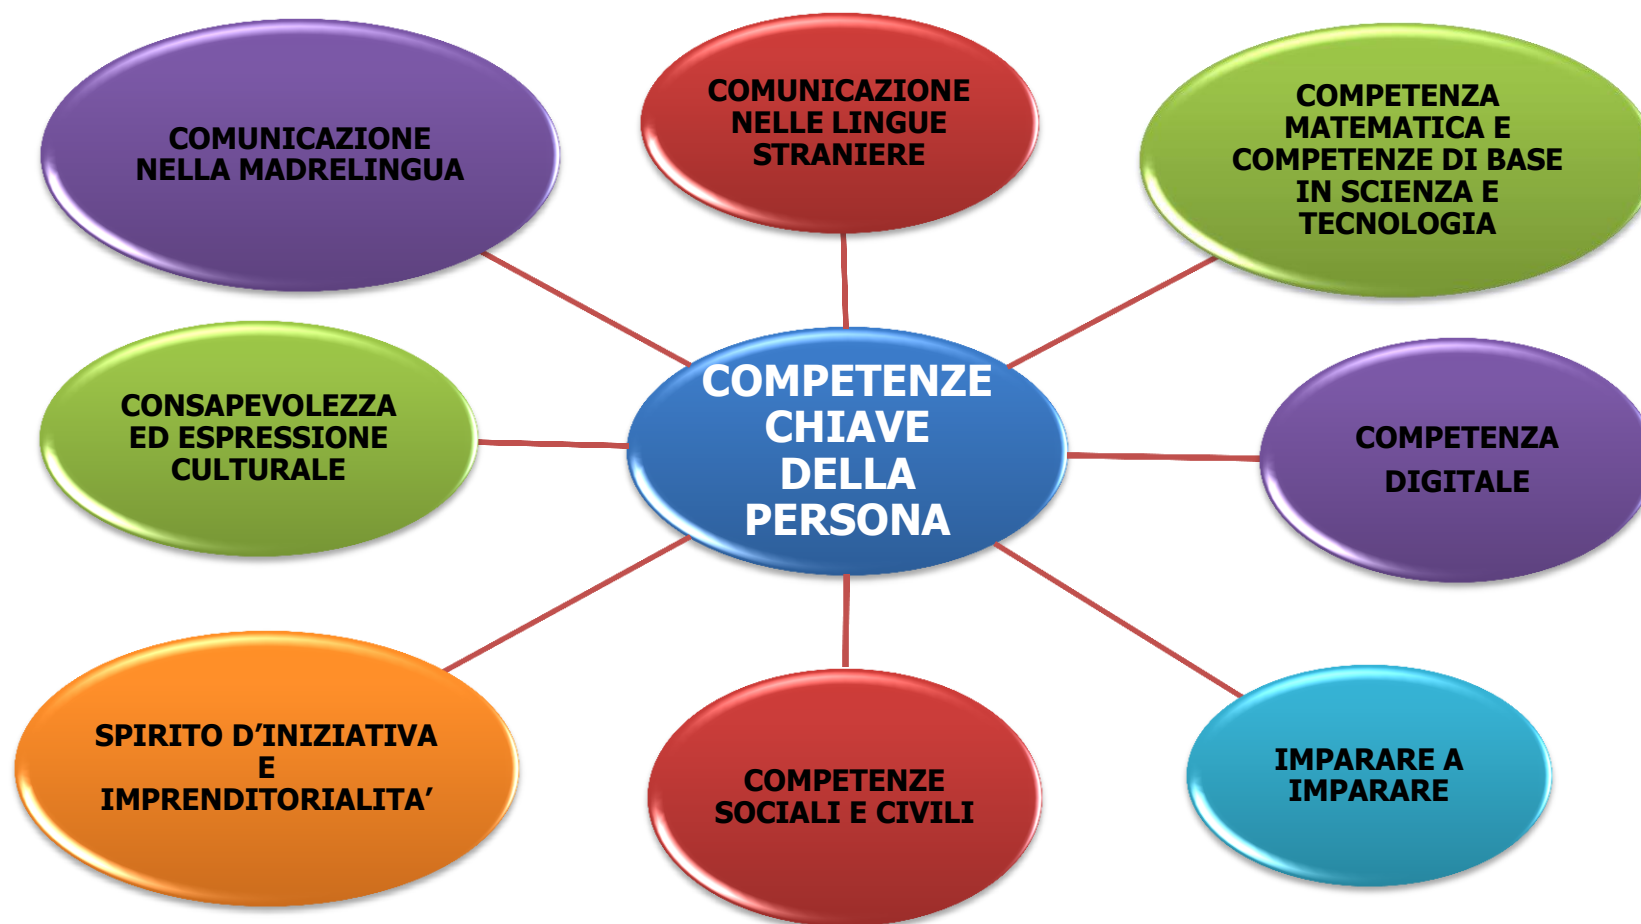 COMUNICAZIONE
NELLA MADRELINGUA
COMUNICAZIONE
NELLE LINGUE
STRANIERE
COMPETENZA
MATEMATICA E
COMPETENZE DI BASE
IN SCIENZA E
TECNOLOGIA
CONSAPEVOLEZZA
ED ESPRESSIONE
CULTURALE
COMPETENZE
CHIAVE
DELLA
PERSONA
COMPETENZA
DIGITALE
SPIRITO D’INIZIATIVA
E
IMPRENDITORIALITA’
COMPETENZE
SOCIALI E CIVILI
IMPARARE A
IMPARARE